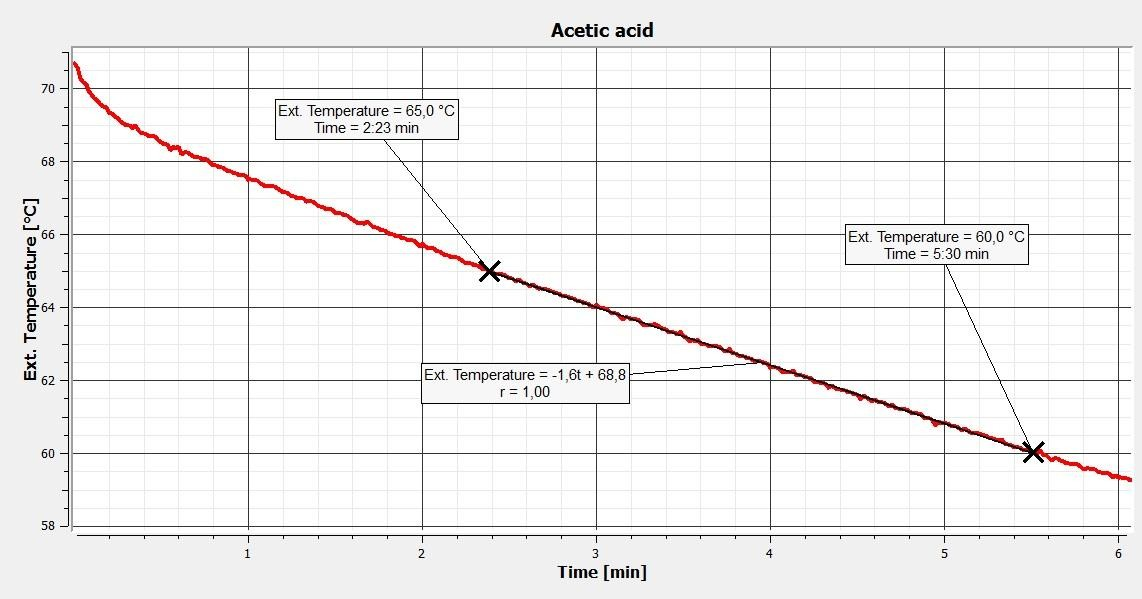 Acetic acid
Ext. Temperature [°C]
70
68
66
64
62
60
58
Ext. Temperature = 65,0 °C
Time = 2:23 min
Ext. Temperature = 60,0 °C
Time = 5:30 min
Ext. Temperature = -1,6t + 68,8
r = 1,00
1 2 3 4 5 6
Time [min]